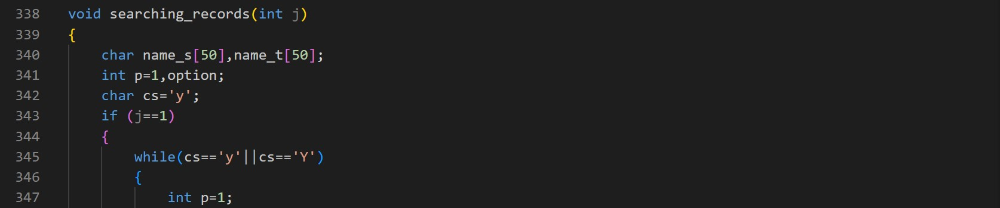 338 void searching_records(int j)
339 {
340 char name_s[50],name_t[50];
341 int p=1,option;
342 char cs='y';
343 if (j==1)
344 {
345 while(cs=='y'||cs=='Y')
346 {
347 int p=1;